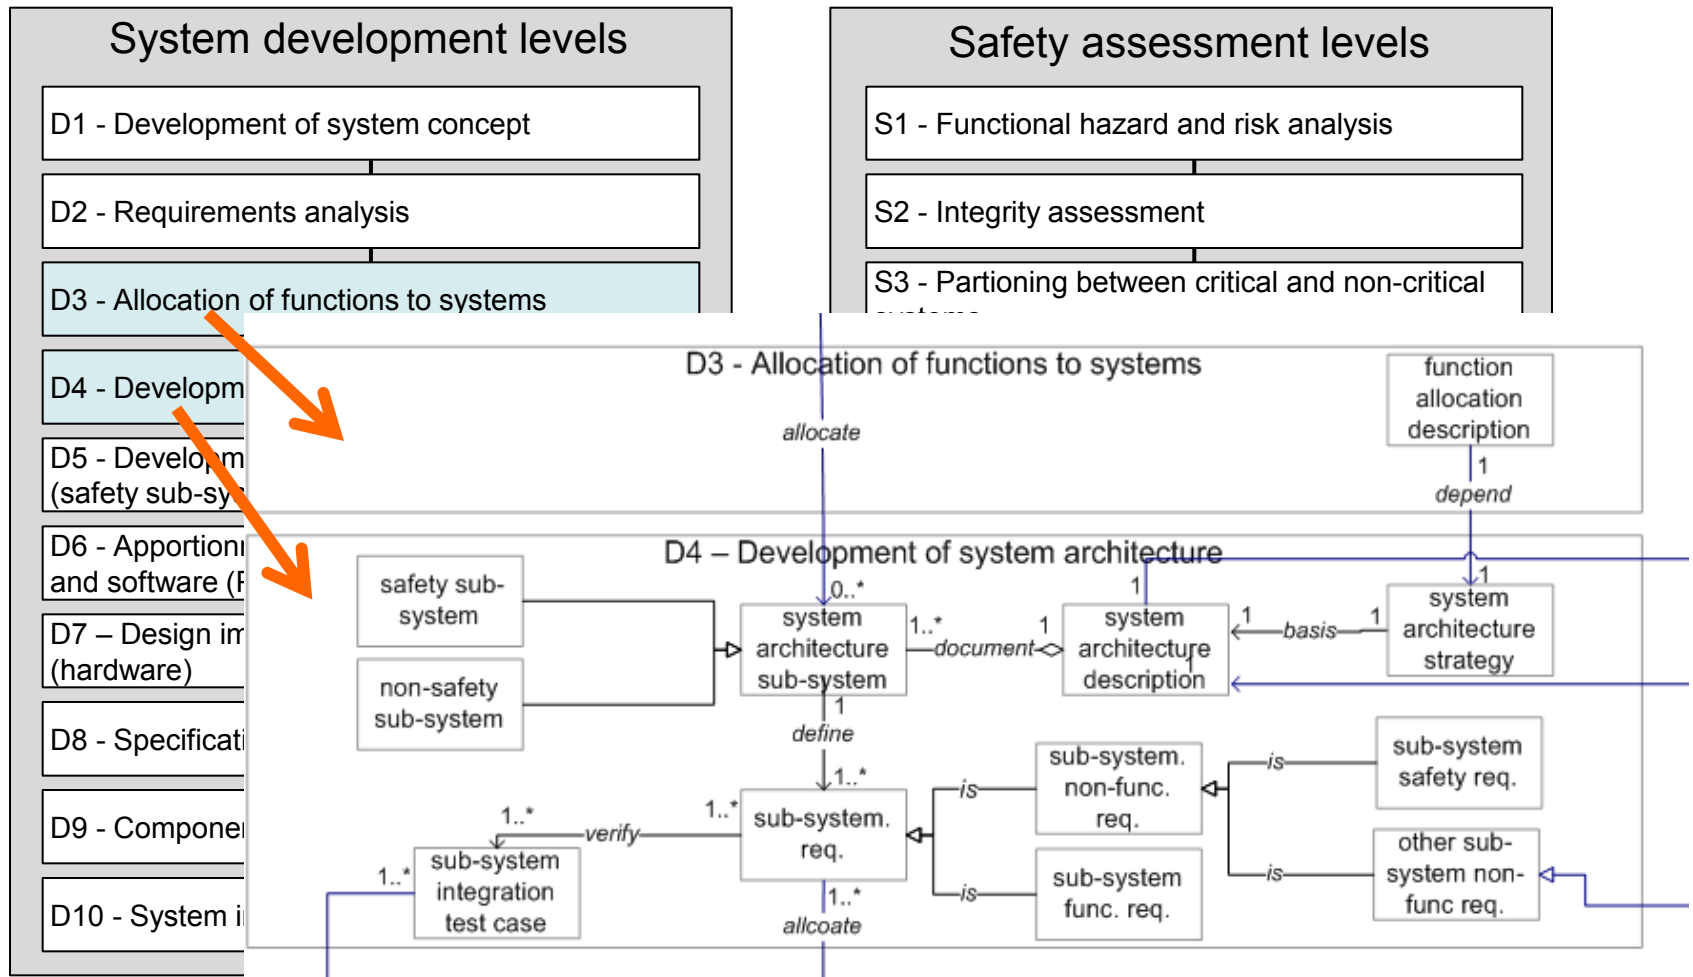 System development levels
D1 - Development of system concept
D2 - Requirements analysis
D3 - Allocation of functions to systems
D4 - Developm
D5 - Developm
(safety sub-sys
D6 - Apportionn
and software (F
D7 – Design im
(hardware)
D8 - Specificati
D9 - Componen
D10 - System i
Safety assessment levels
S1 - Functional hazard and risk analysis
S2 - Integrity assessment
S3 - Partioning between critical and non-critical
systems
D3 - Allocation of functions to systems
function
allocation
description
allocate
1
depend
D4 – Development of system architecture
safety sub-
system
non-safety
sub-system
0..*
system
architecture
sub-system
1..*
document
1
1
system
architecture
description
1
1
basis
1
1
system
architecture
strategy
1
define
1..*
sub-system.
req.
1..*
verify
1..*
sub-system
integration
test case
1..*
1..*
allcoate
is
sub-system.
non-func.
req.
is
sub-system
func. req.
is
sub-system
safety req.
is
other sub-
system non-
func req.